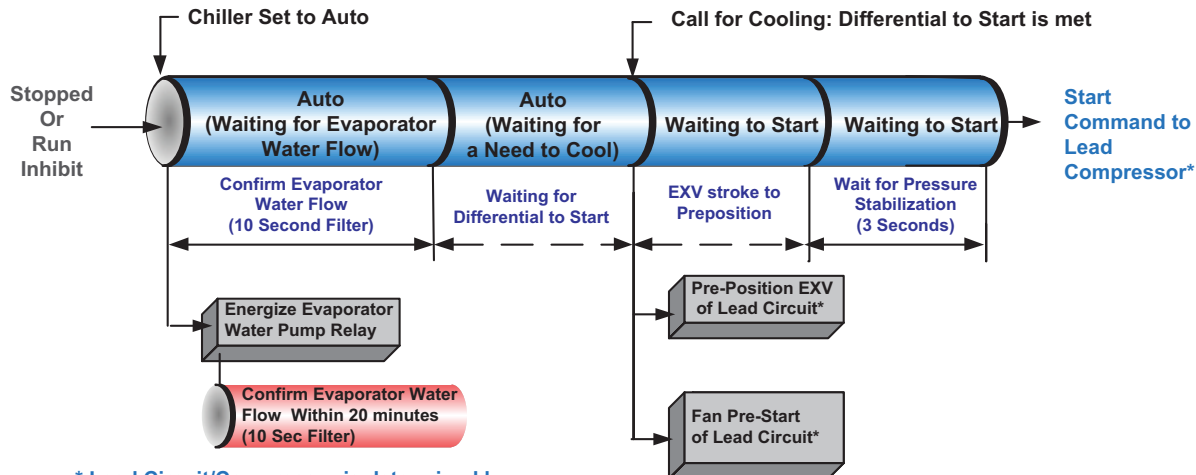 Chiller Set to Auto
Call for Cooling: Differential to Start is met
Stopped
Or
Run
Inhibit
Auto
(Waiting for Evaporator
Water Flow)
Auto
(Waiting for
a Need to Cool)
Waiting to Start
Waiting to Start
Start
Command to
Lead
Compressor*
Confirm Evaporator
Water Flow
(10 Second Filter)
Waiting for
Differential to Start
EXV stroke to
Preposition
Wait for Pressure
Stabilization
(3 Seconds)
Energize Evaporator
Water Pump Relay
Confirm Evaporator Water
Flow Within 20 minutes
(10 Sec Filter)
Pre-Position EXV
of Lead Circuit*
Fan Pre-Start
of Lead Circuit*